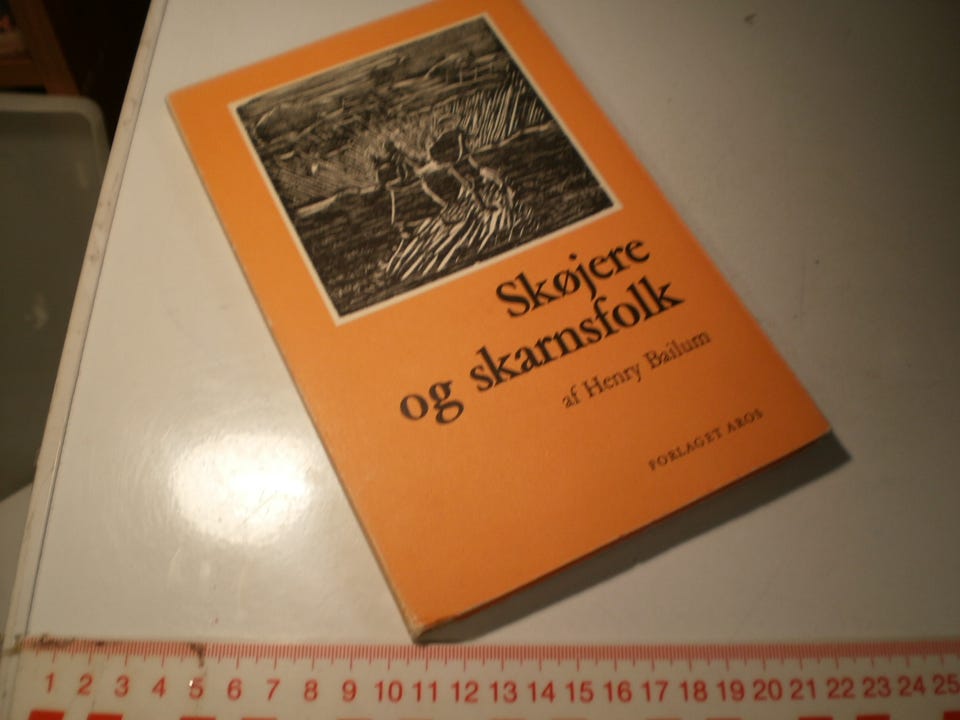 Skøjere
og skarnsfolk
af Henry Bailum
FORLAGET AROS
1 2 3 4 5 6 7 8 9 10 11 12 13 14 15 16 17 18 19 20 21 22 23 24 25